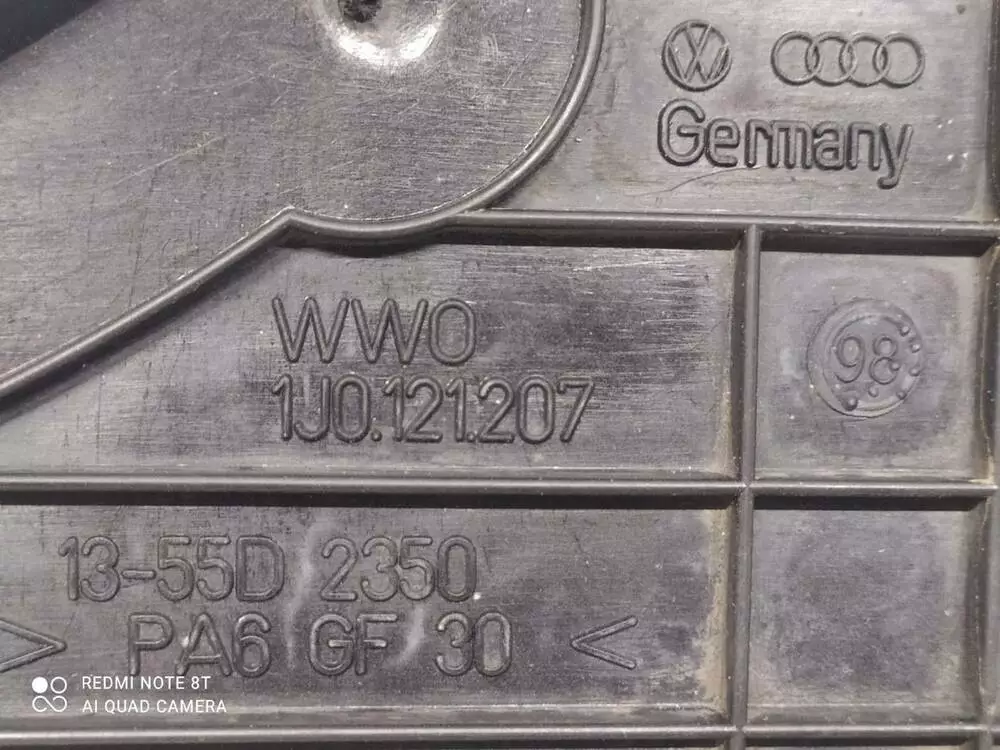 Germany
WWO
1J0.121.207
98
13-55D 2350
> PA6 GF 30 <
REDMI NOTE 8T
AI QUAD CAMERA